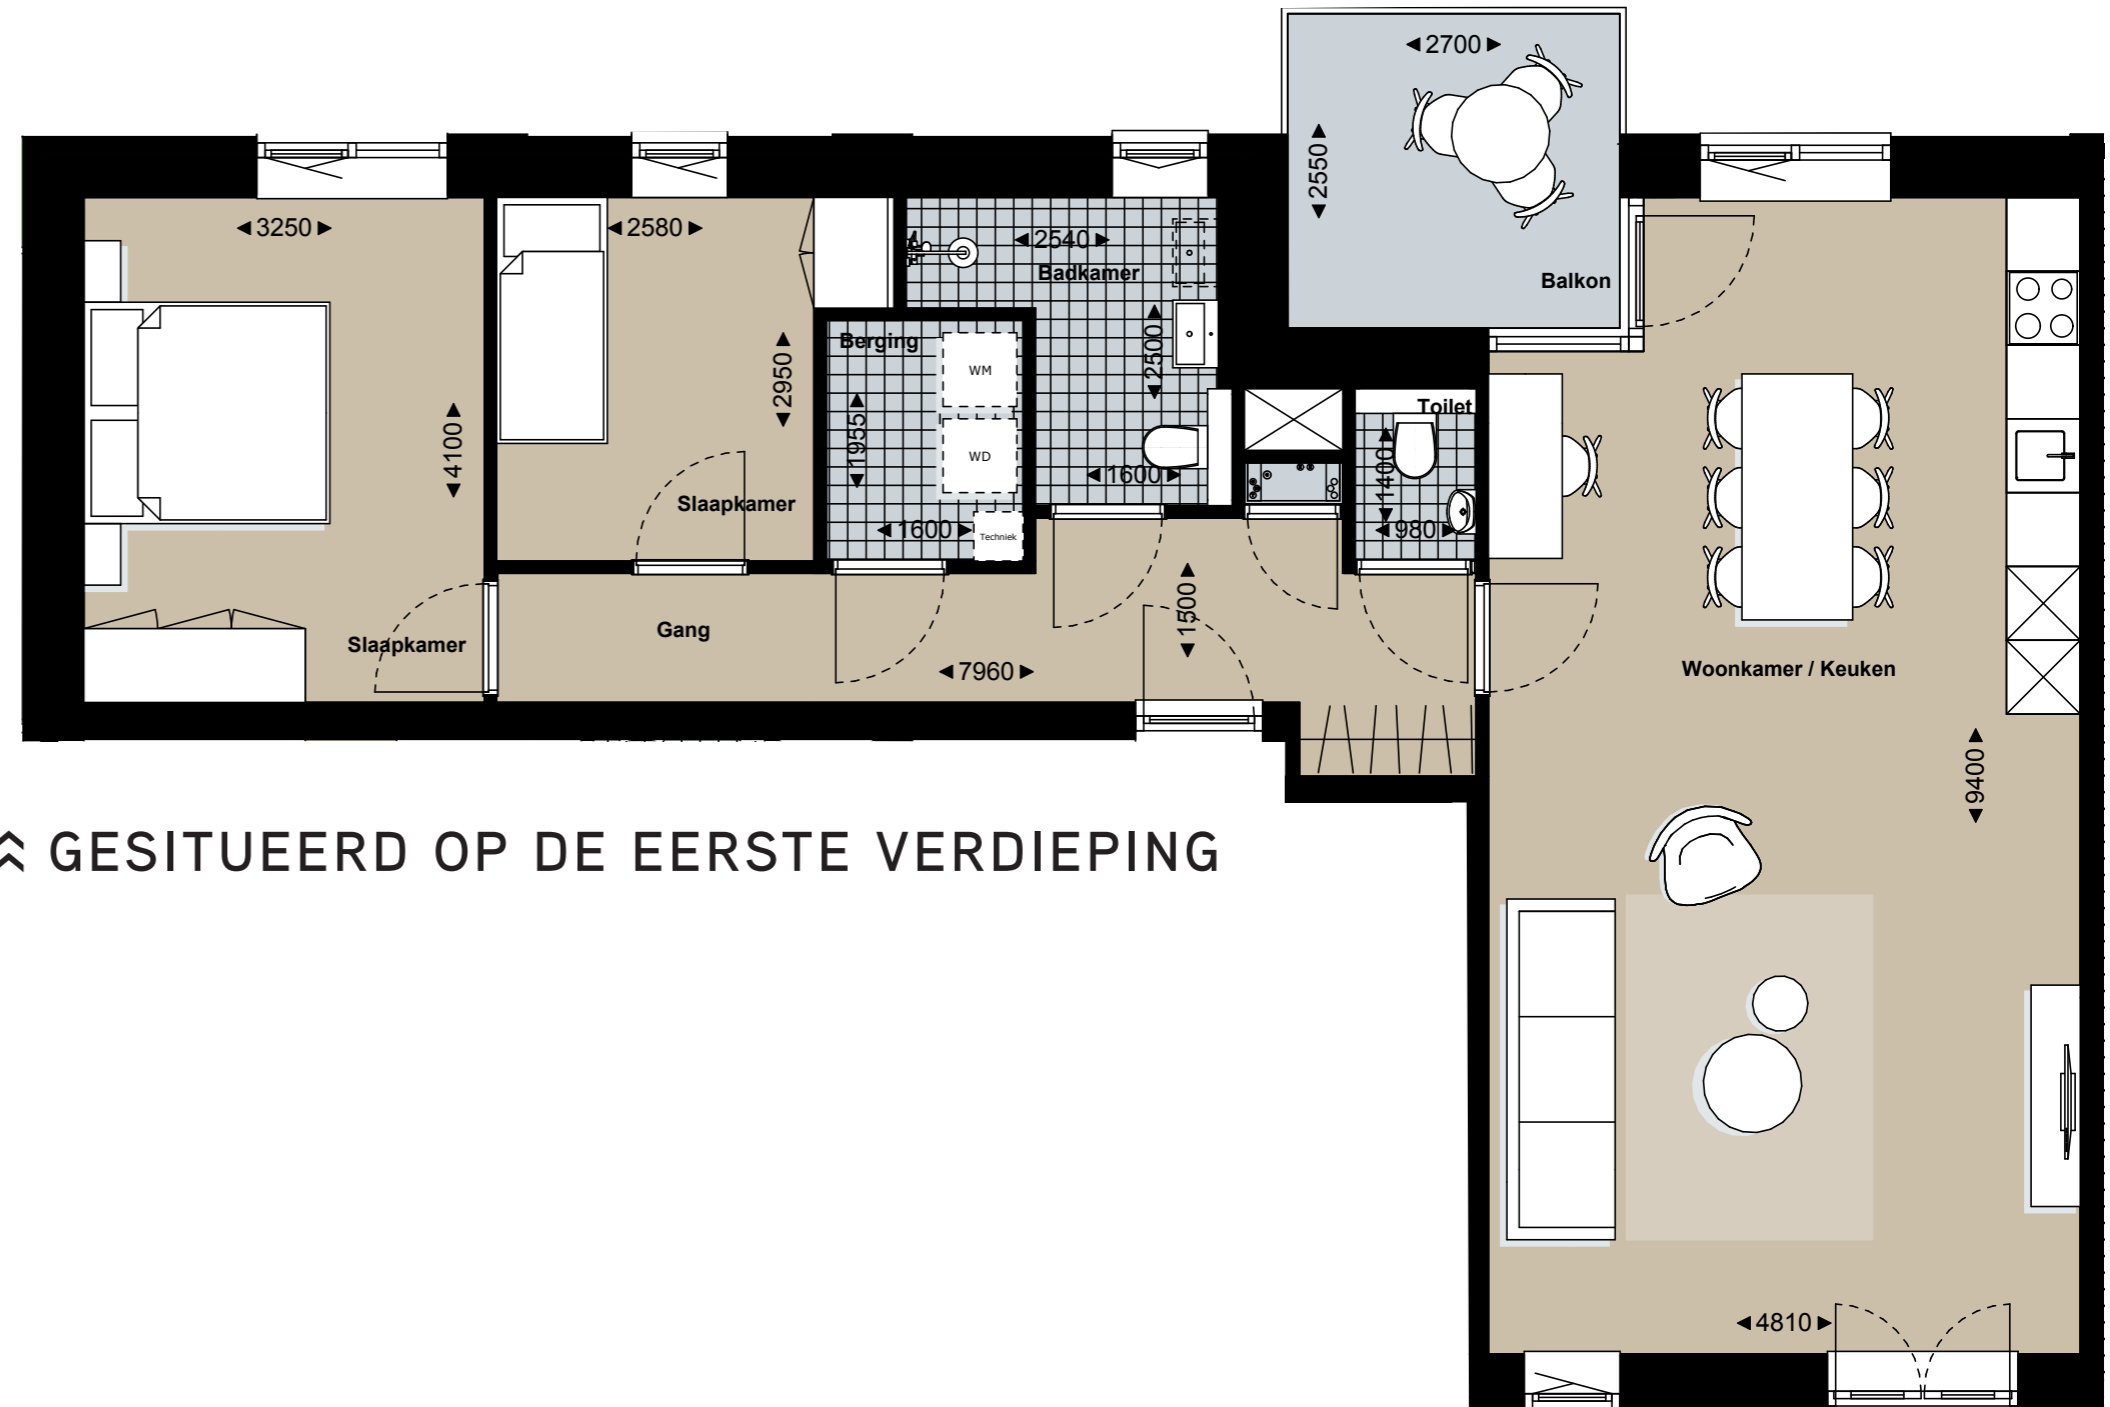 2700
2550
Balkon
3250
4100
Slaapkamer
2580
2950
Slaapkamer
Berging
WM
WD
1955
1600
Techniek
2540
Badkamer
2500
1600
Toilet
1400
980
Gang
7960
1500
Woonkamer / Keuken
9400
4810
GESITUEERD OP DE EERSTE VERDIEPING